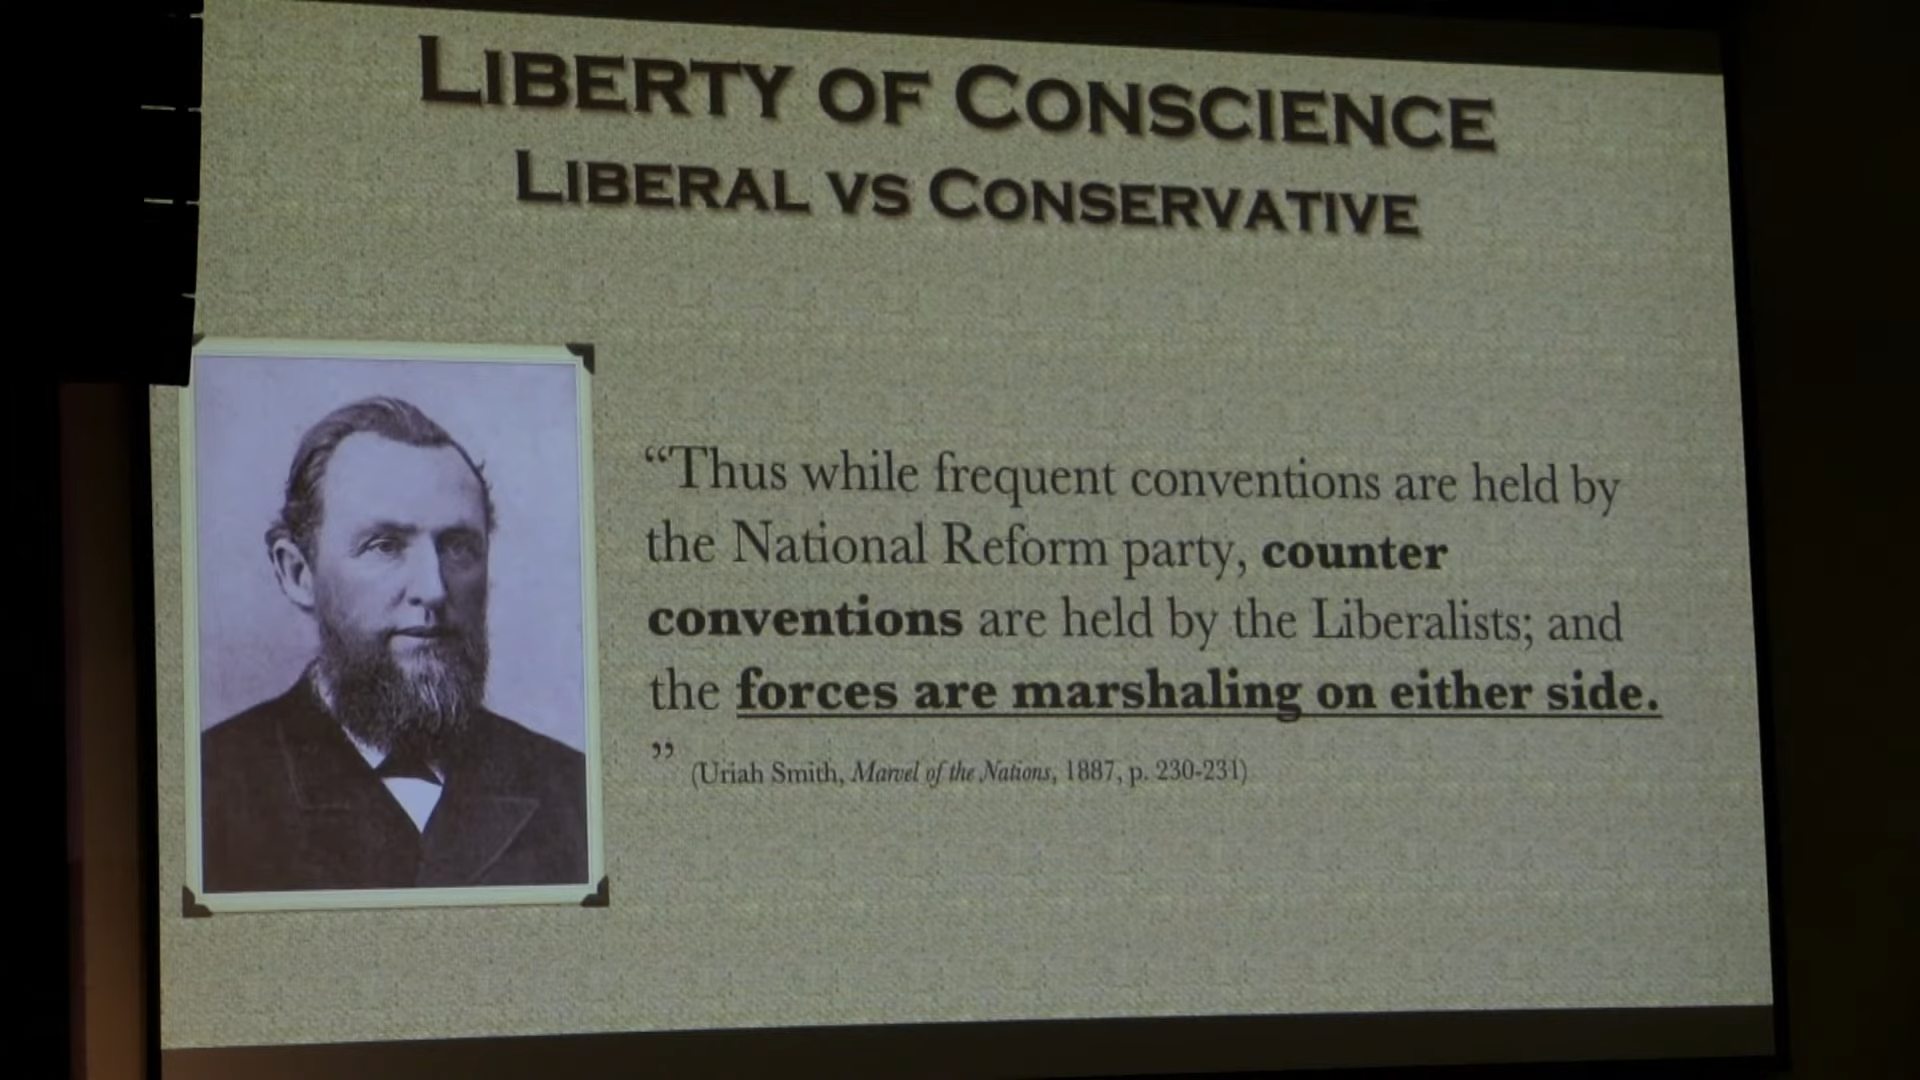 LIBERTY OF CONSCIENCE
LIBERAL VS CONSERVATIVE
“Thus while frequent conventions are held by
the National Reform party, counter
conventions are held by the Liberalists; and
the forces are marshaling on either side.
” (Uriah Smith, Marvel of the Nations, 1887, p. 230-231)